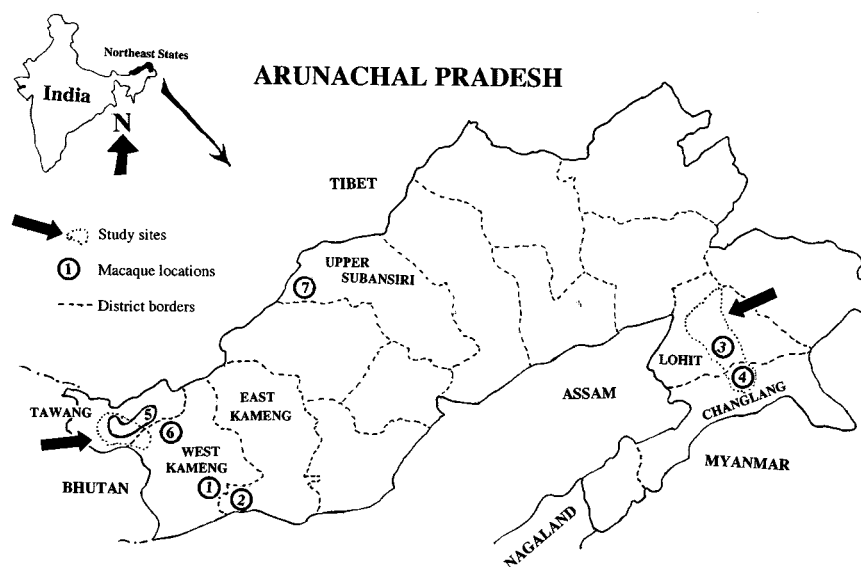 Northeast States
India
N
ARUNACHAL PRADESH
TIBET
Study sites
1 Macaque locations
District borders
UPPER
SUBANSIRI
7
3
LOHIT
4
CHANGLANG
ASSAM
EAST
KAMENG
TAWANG
5
6
WEST
KAMENG
1
2
BHUTAN
MYANMAR
NAGALAND